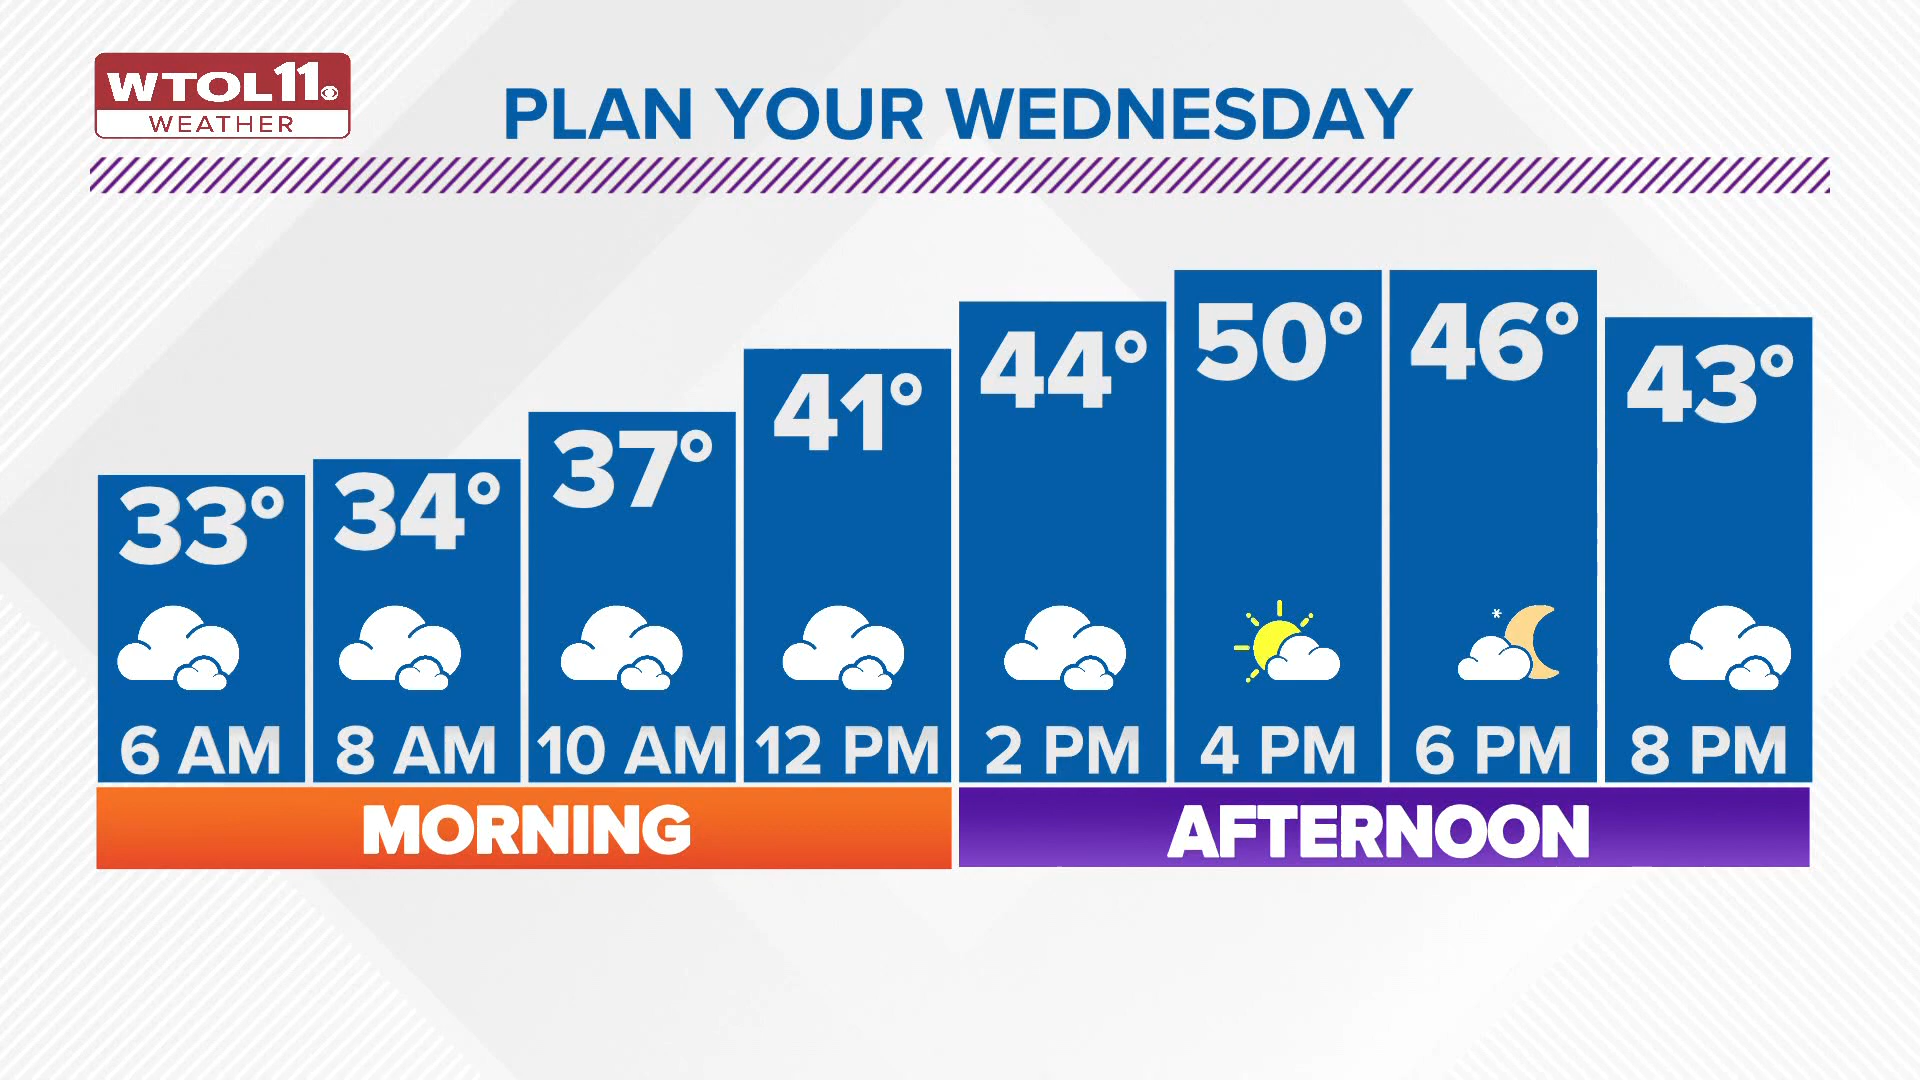 WTOL11
WEATHER
PLAN YOUR WEDNESDAY
33° 34° 37° 41° 44° 50° 46° 43°
6 AM 8 AM 10 AM 12 PM 2 PM 4 PM 6 PM 8 PM
MORNING AFTERNOON